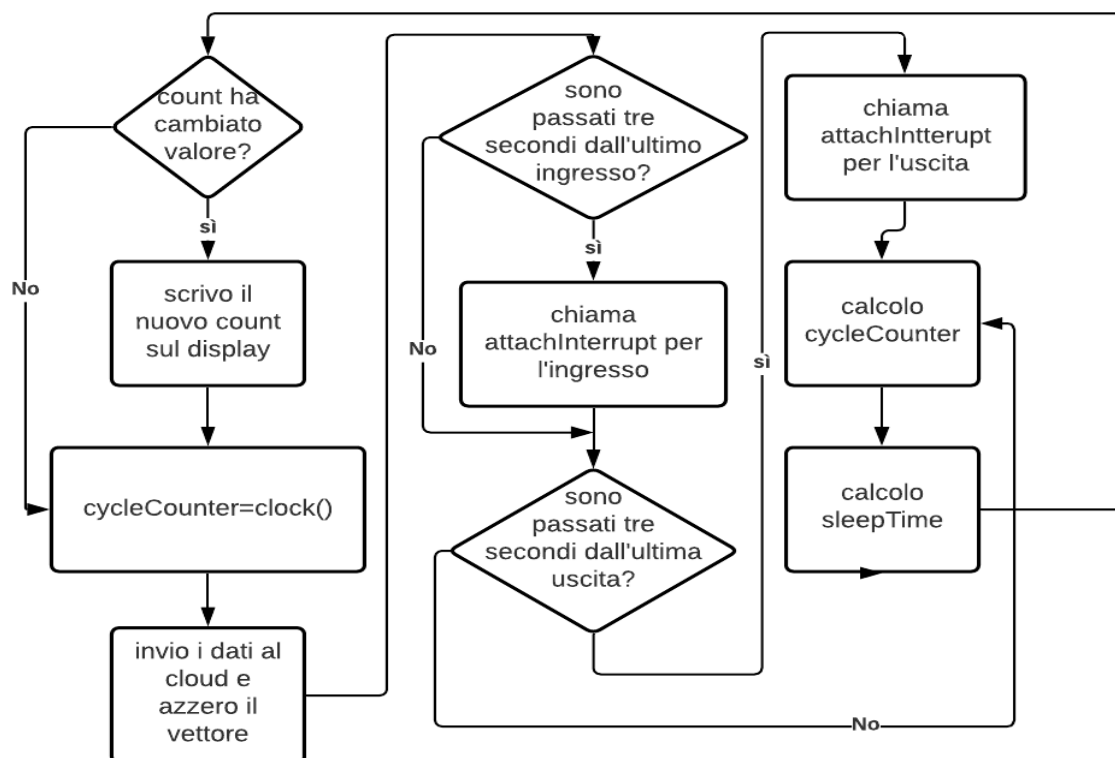 count ha
cambiato
valore?
sì
No
scrivo il
nuovo count
sul display
cycleCounter=clock()
invio i dati al
cloud e
azzero il
vettore
sono
passati tre
secondi dall'ultimo
ingresso?
sì
No
chiama
attachInterrupt per
l'ingresso
sono
passati tre
secondi dall'ultima
uscita?
sì
No
chiama
attachIntterupt
per l'uscita
calcolo
cycleCounter
calcolo
sleepTime